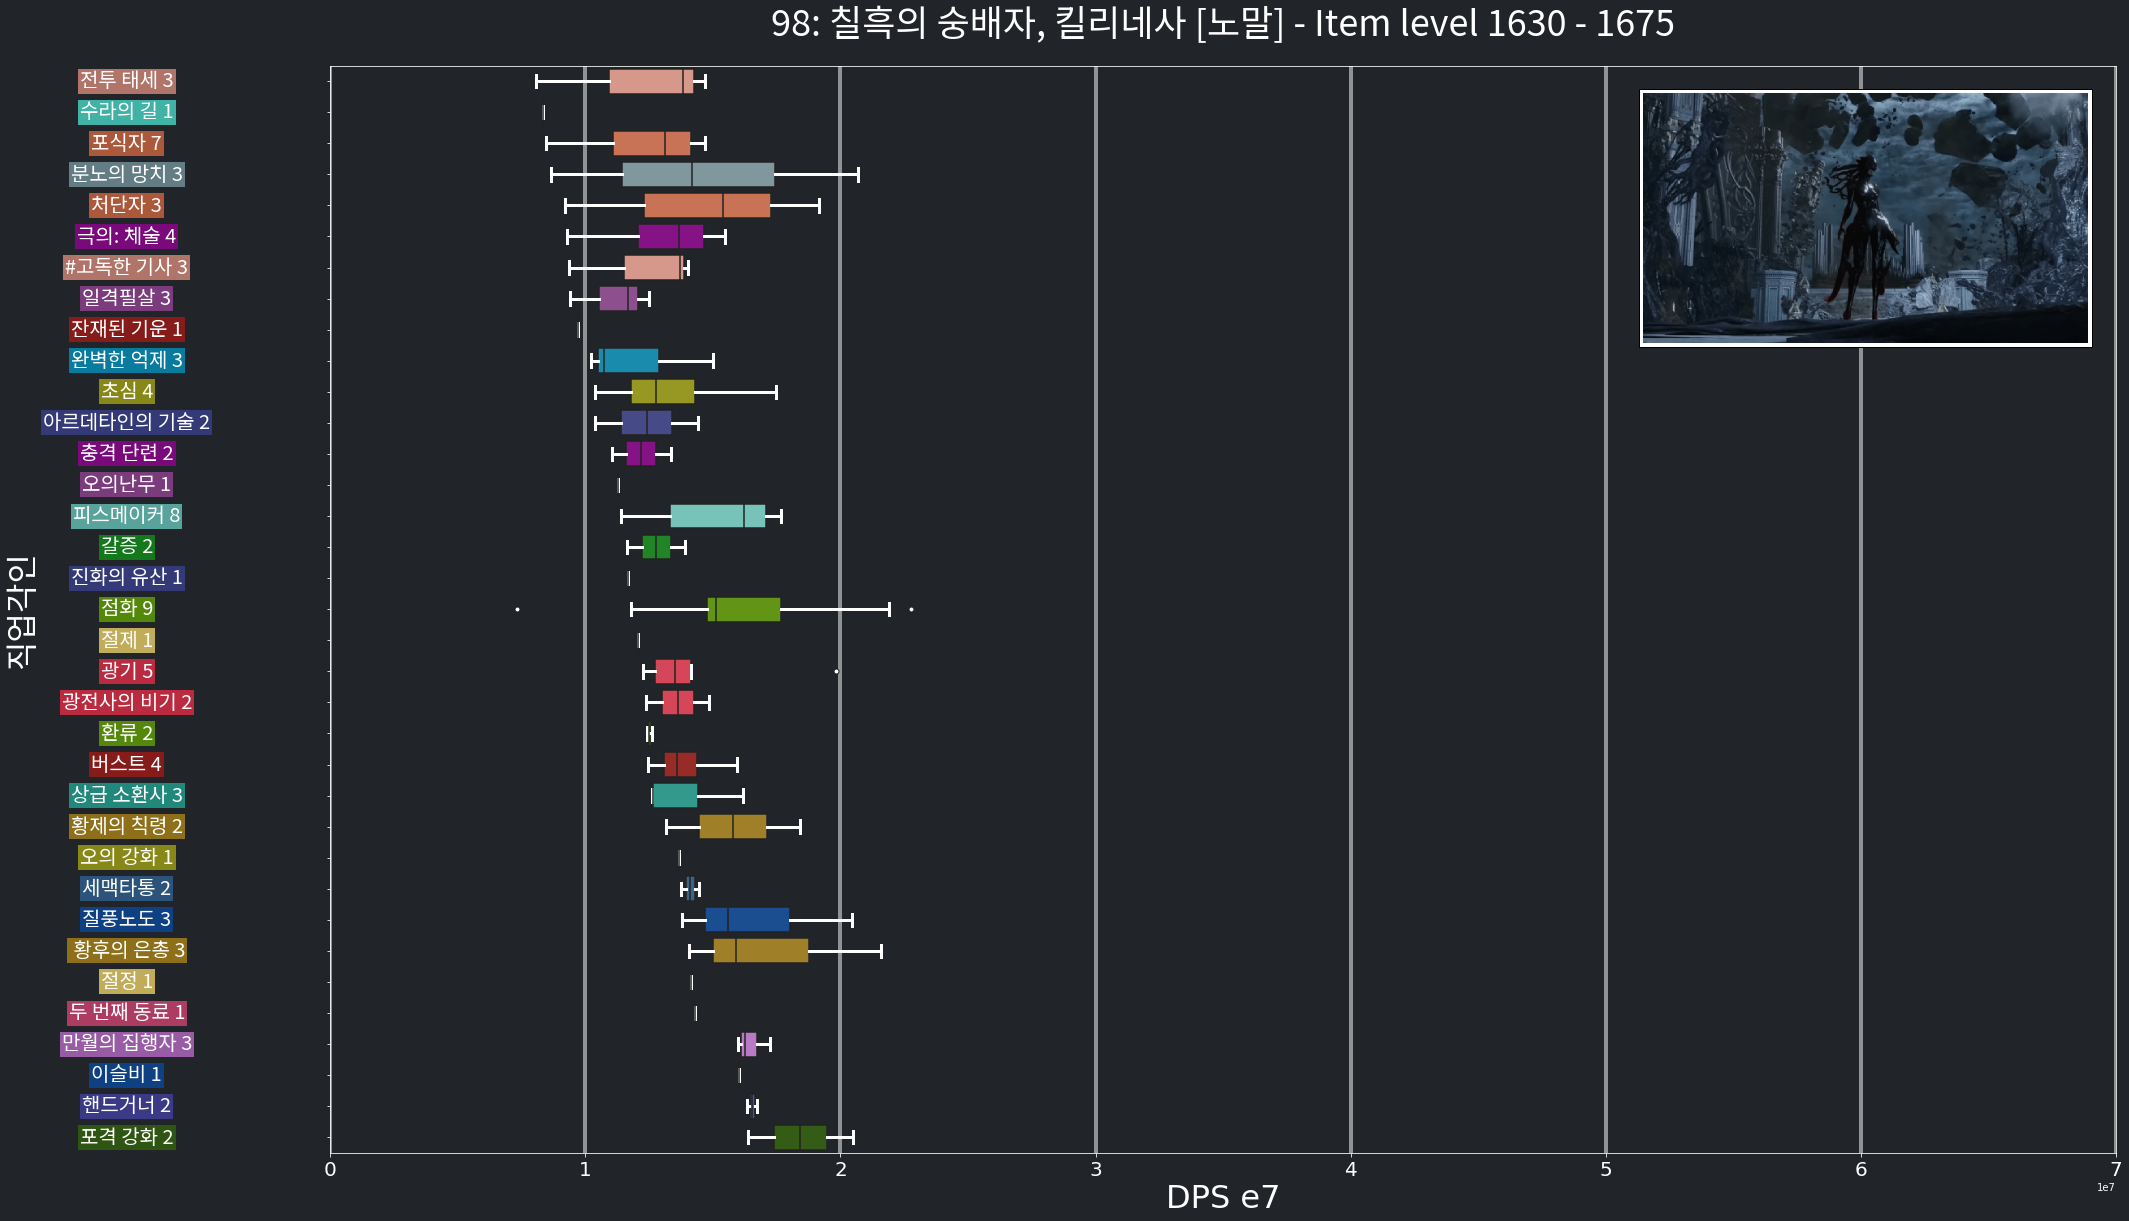 98: 칠흑의 숭배자, 킬리네사 [노말] - Item level 1630 - 1675
직업각인
전투 태세 3
수라의 길 1
포식자 7
분노의 망치 3
처단자 3
극의: 체술 4
#고독한 기사 3
일격필살 3
잔재된 기운 1
완벽한 억제 3
초심 4
아르데타인의 기술 2
충격 단련 2
오의난무 1
피스메이커 8
갈증 2
진화의 유산 1
점화 9
절제 1
광기 5
광전사의 비기 2
환류 2
버스트 4
상급 소환사 3
황제의 칙령 2
오의 강화 1
세맥타통 2
질풍노도 3
황후의 은총 3
절정 1
두 번째 동료 1
만월의 집행자 3
이슬비 1
핸드거너 2
포격 강화 2
0 1 2 3 4 5 6 7
1e7
DPS e7